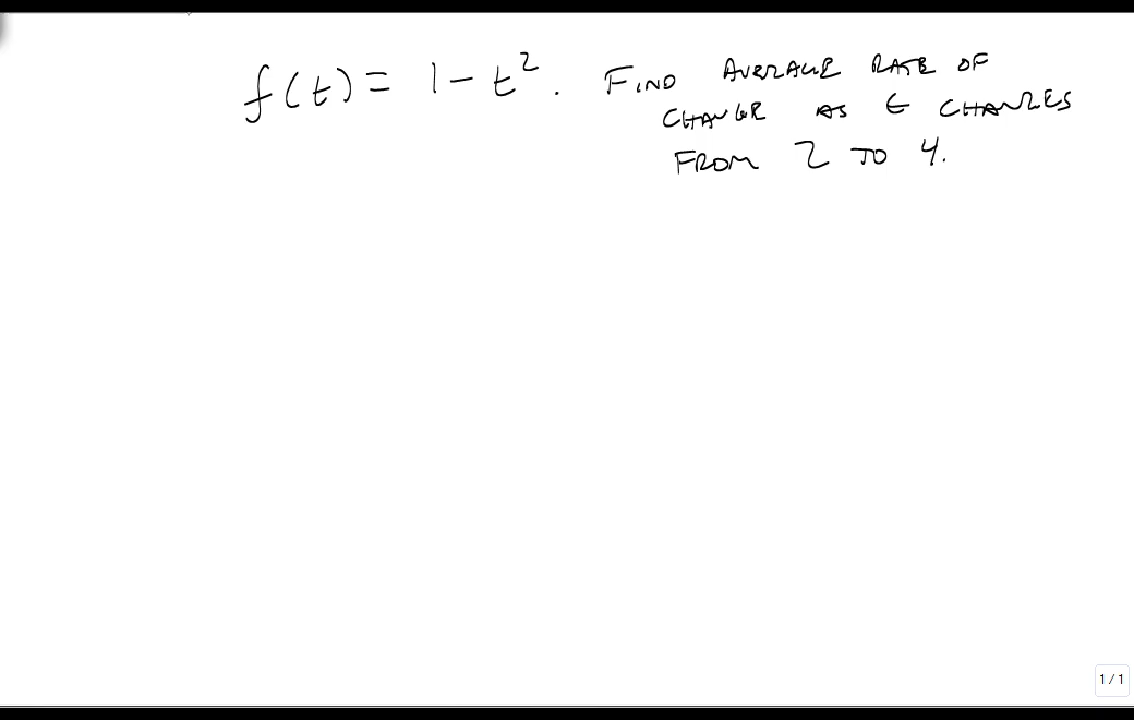 f(t) = 1 - t². FIND AVERAGE RATE OF
CHANGE AS t CHANGES
FROM 2 TO 4.
1 / 1